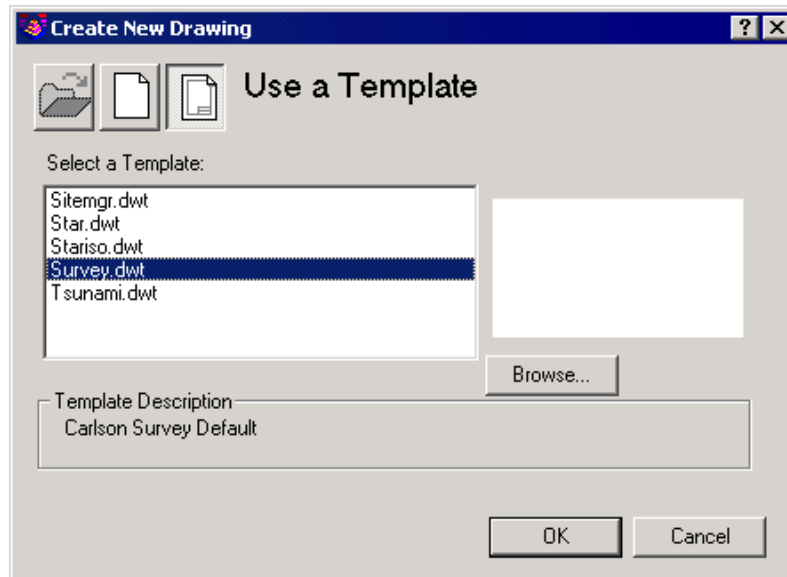 Create New Drawing
Use a Template
Select a Template:
Sitemgr.dwt
Star.dwt
Stariso.dwt
Survey.dwt
Tsunami.dwt
Browse...
Template Description
Carlson Survey Default
OK
Cancel